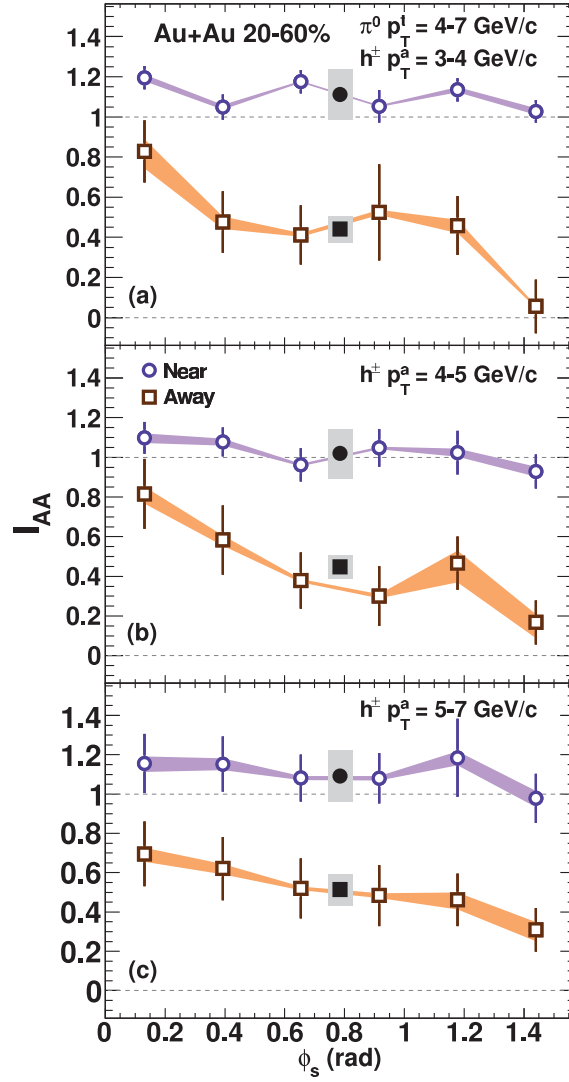 Au+Au 20-60%
π⁰ p_T^t = 4-7 GeV/c
h± p_T^a = 3-4 GeV/c
1.4
1.2
1
0.8
0.6
0.4
0.2
0
(a)
Near
Away
h± p_T^a = 4-5 GeV/c
1.4
1.2
1
0.8
0.6
0.4
0.2
0
(b)
I_AA
h± p_T^a = 5-7 GeV/c
1.4
1.2
1
0.8
0.6
0.4
0.2
0
(c)
0 0.2 0.4 0.6 0.8 1 1.2 1.4
ϕ_s (rad)